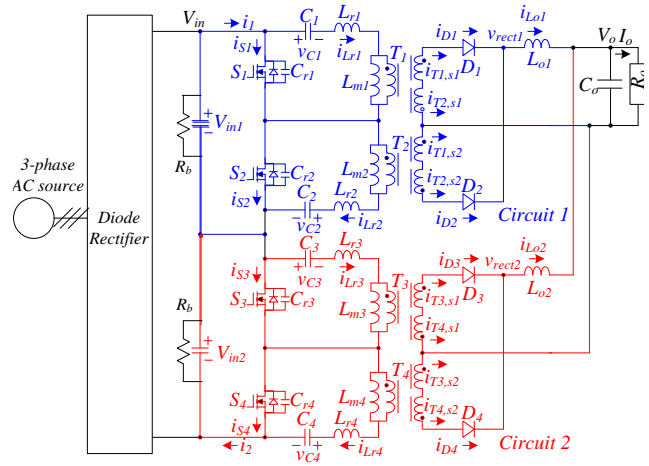 V_in i_1 C_1 L_r1 i_D1 i_Lo1 V_o I_o
i_S1 v_C1 i_Lr1 T_1 D_1 v_rect1 L_o1
S_1 C_r1 L_m1 i_T1,s1 C_o R_o
i_T2,s1
V_in1
R_b
T_2 i_T1,s2
S_2 C_r2 L_m2 i_T2,s2
3-phase
AC source
i_S2 C_2 L_r2 D_2
v_C2 i_Lr2 i_D2 Circuit 1
Diode
Rectifier
C_3 L_r3 i_D3 v_rect2 i_Lo2
i_S3 v_C3 i_Lr3 T_3 D_3 L_o2
R_b S_3 C_r3 L_m3 i_T3,s1
i_T4,s1
V_in2
T_4 i_T3,s2
S_4 C_r4 L_m4 i_T4,s2
i_S4 C_4 L_r4 D_4
i_2 v_C4 i_Lr4 i_D4 Circuit 2